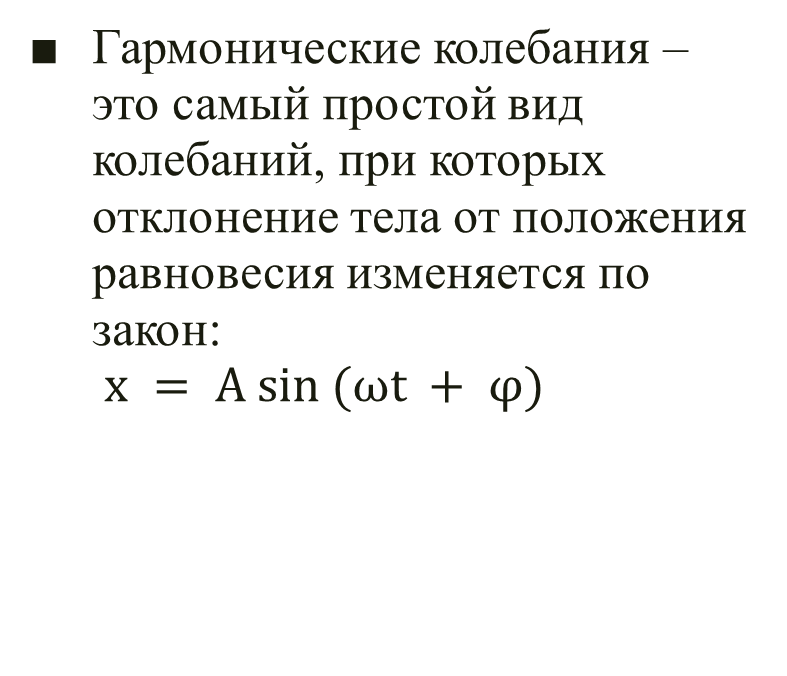 ▪ Гармонические колебания –
это самый простой вид
колебаний, при которых
отклонение тела от положения
равновесия изменяется по
закон:
x = A sin (ωt + φ)